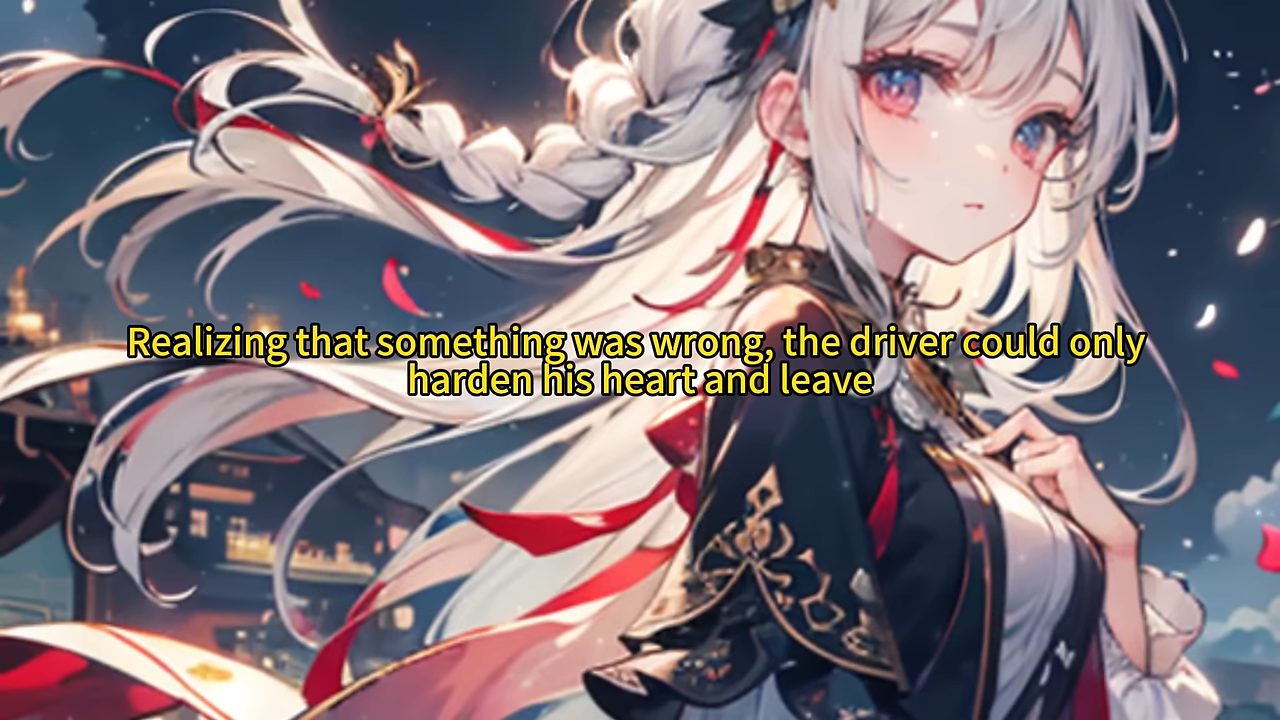 Realizing that something was wrong, the driver could only
harden his heart and leave